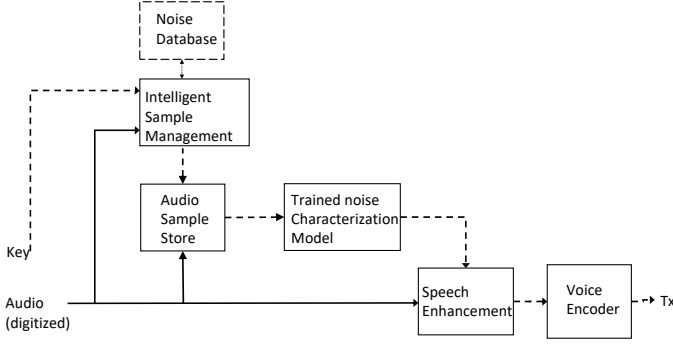 Noise
Database
Intelligent
Sample
Management
Audio
Sample
Store
Trained noise
Characterization
Model
Key
Audio
(digitized)
Speech
Enhancement
Voice
Encoder
Tx